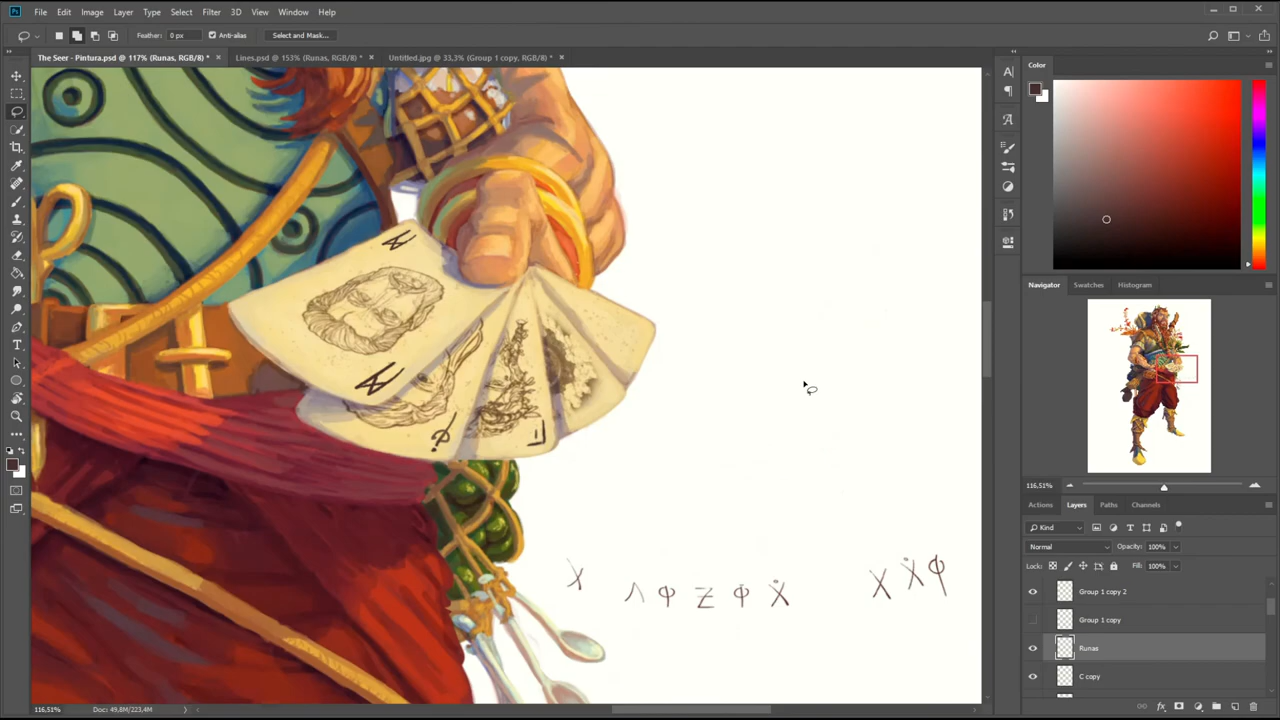 Ps File Edit Image Layer Type Select Filter 3D View Window Help
Feather: 0 px Anti-alias Select and Mask...
The Seer - Pintura.psd @ 117% (Runas, RGB/8) * × Lines.psd @ 153% (Runas, RGB/8) * × Untitled.jpg @ 33,3% (Group 1 copy, RGB/8) * ×
Color
Navigator Swatches Histogram
116,51%
Actions Layers Paths Channels
Kind
Normal Opacity: 100%
Lock: Fill: 100%
Group 1 copy 2
Group 1 copy
Runas
C copy
116,51% Doc: 49,8M/223,4M